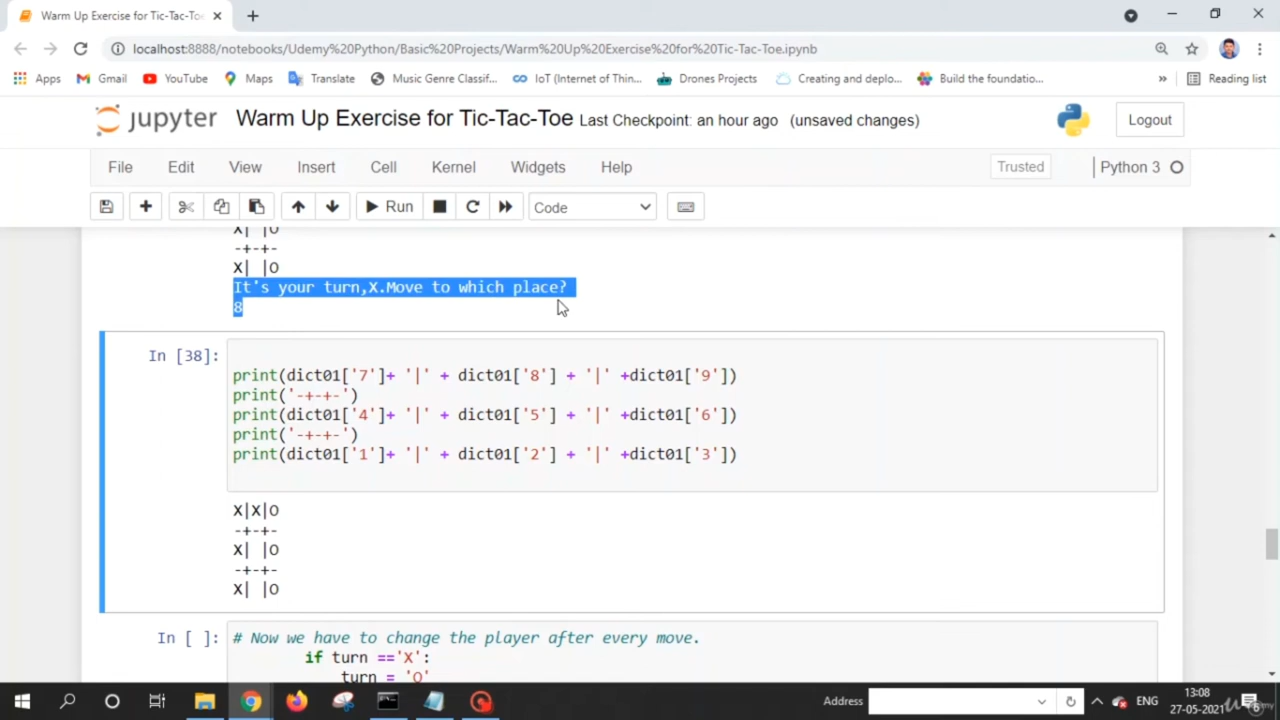 Warm Up Exercise for Tic-Tac-To
localhost:8888/notebooks/Udemy%20Python/Basic%20Projects/Warm%20Up%20Exercise%20for%20Tic-Tac-Toe.ipynb
Apps Gmail YouTube Maps Translate Music Genre Classif... IoT (Internet of Thin... Drones Projects Creating and deplo... Build the foundatio... » Reading list
jupyter Warm Up Exercise for Tic-Tac-Toe Last Checkpoint: an hour ago (unsaved changes) Logout
File Edit View Insert Cell Kernel Widgets Help Trusted Python 3
Run Code
X| |O
-+-+-
X| |O
It's your turn,X.Move to which place?
8
In [38]:
print(dict01['7']+ '|' + dict01['8'] + '|' +dict01['9'])
print('-+-+-')
print(dict01['4']+ '|' + dict01['5'] + '|' +dict01['6'])
print('-+-+-')
print(dict01['1']+ '|' + dict01['2'] + '|' +dict01['3'])
X|X|O
-+-+-
X| |O
-+-+-
X| |O
In [ ]: # Now we have to change the player after every move.
if turn =='X':
turn = 'O'
Address ENG 13:08
27-05-2021